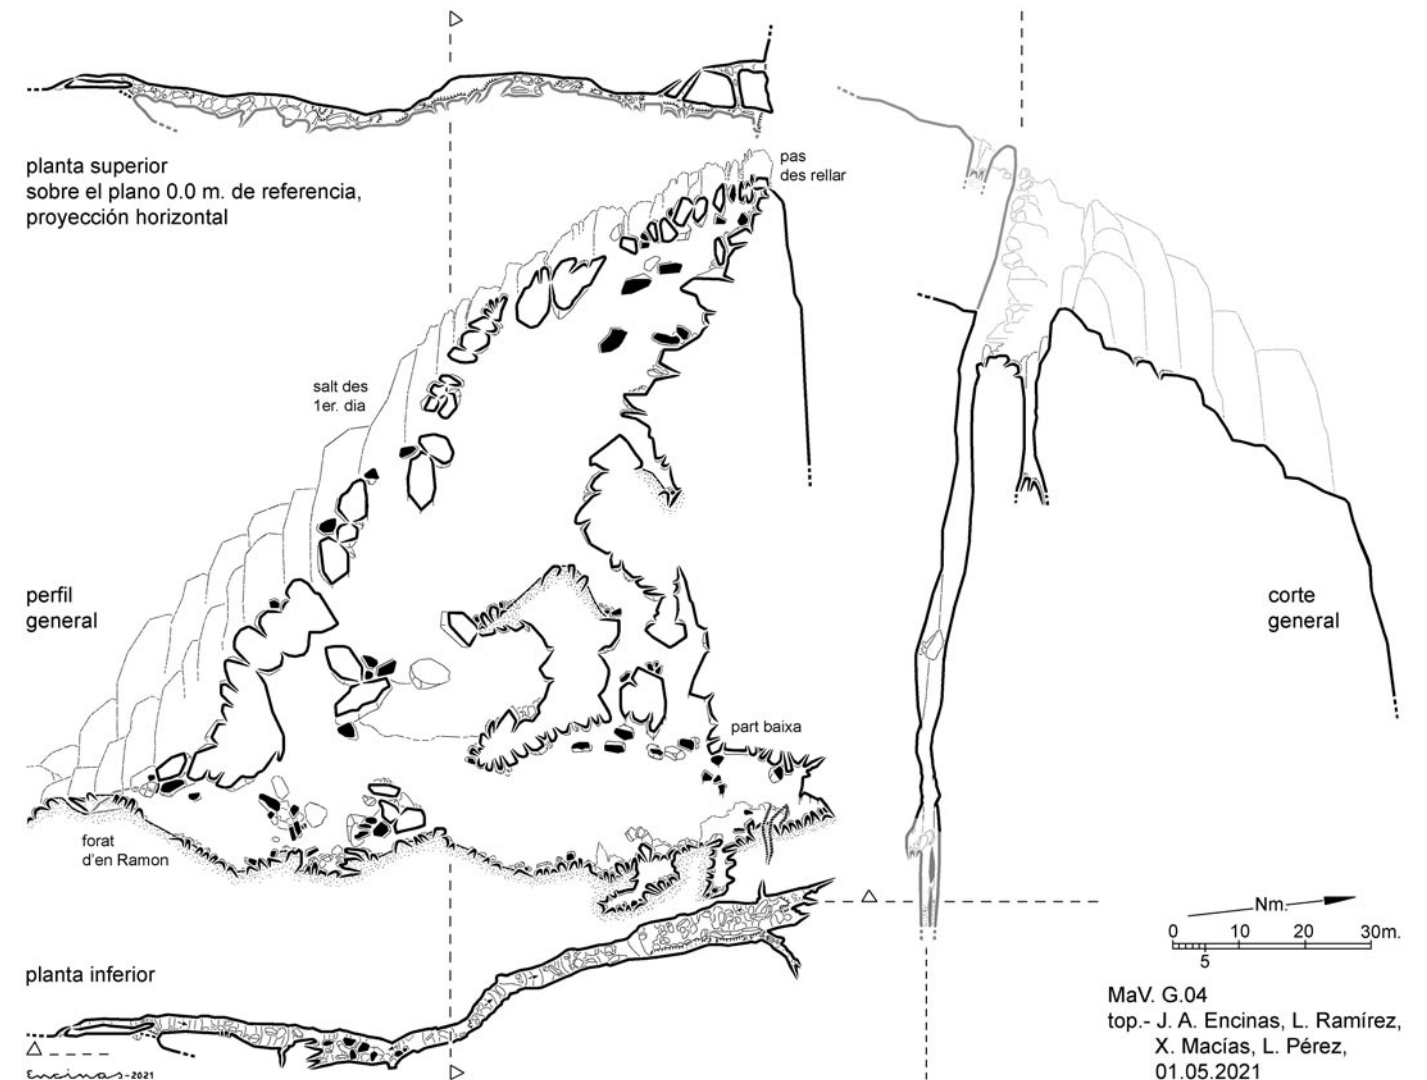 planta superior
sobre el plano 0.0 m. de referencia,
proyección horizontal
pas
des rellar
salt des
1er. dia
perfil
general
corte
general
part baixa
forat
d'en Ramon
Nm.
0 10 20 30m.
5
planta inferior
MaV. G.04
top.- J. A. Encinas, L. Ramírez,
X. Macías, L. Pérez,
01.05.2021
Encinas-2021